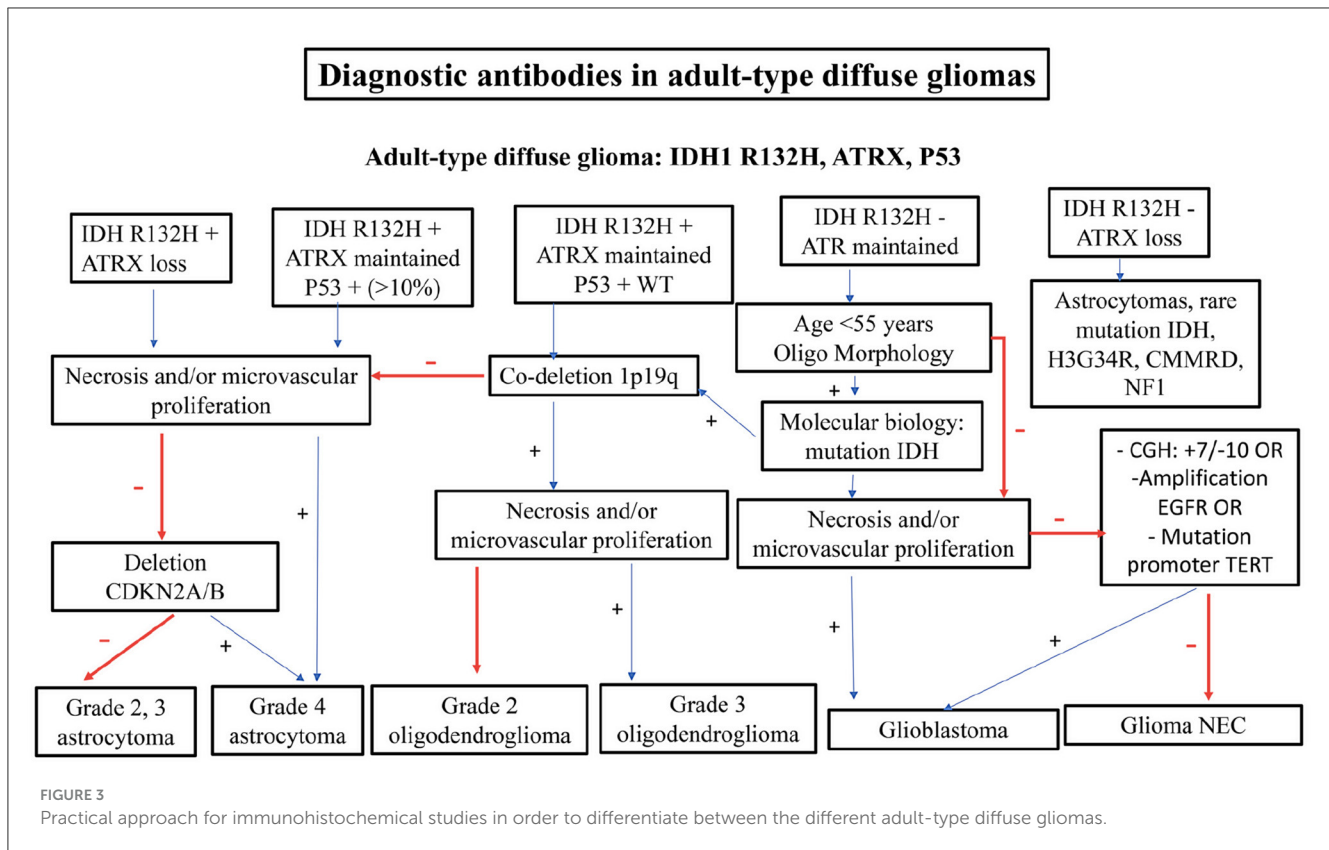 Diagnostic antibodies in adult-type diffuse gliomas
Adult-type diffuse glioma: IDH1 R132H, ATRX, P53
IDH R132H +
ATRX loss
IDH R132H +
ATRX maintained
P53 + (>10%)
IDH R132H +
ATRX maintained
P53 + WT
IDH R132H -
ATR maintained
IDH R132H -
ATRX loss
Age <55 years
Oligo Morphology
Astrocytomas, rare
mutation IDH,
H3G34R, CMMRD,
NF1
Necrosis and/or microvascular
proliferation
–
Co-deletion 1p19q
+
+
Molecular biology:
mutation IDH
–
- CGH: +7/-10 OR
-Amplification
EGFR OR
- Mutation
promoter TERT
–
+
+
Necrosis and/or
microvascular proliferation
Necrosis and/or
microvascular proliferation
–
Deletion
CDKN2A/B
–
+
–
+
+
+
–
Grade 2, 3
astrocytoma
Grade 4
astrocytoma
Grade 2
oligodendroglioma
Grade 3
oligodendroglioma
Glioblastoma
Glioma NEC
FIGURE 3
Practical approach for immunohistochemical studies in order to differentiate between the different adult-type diffuse gliomas.